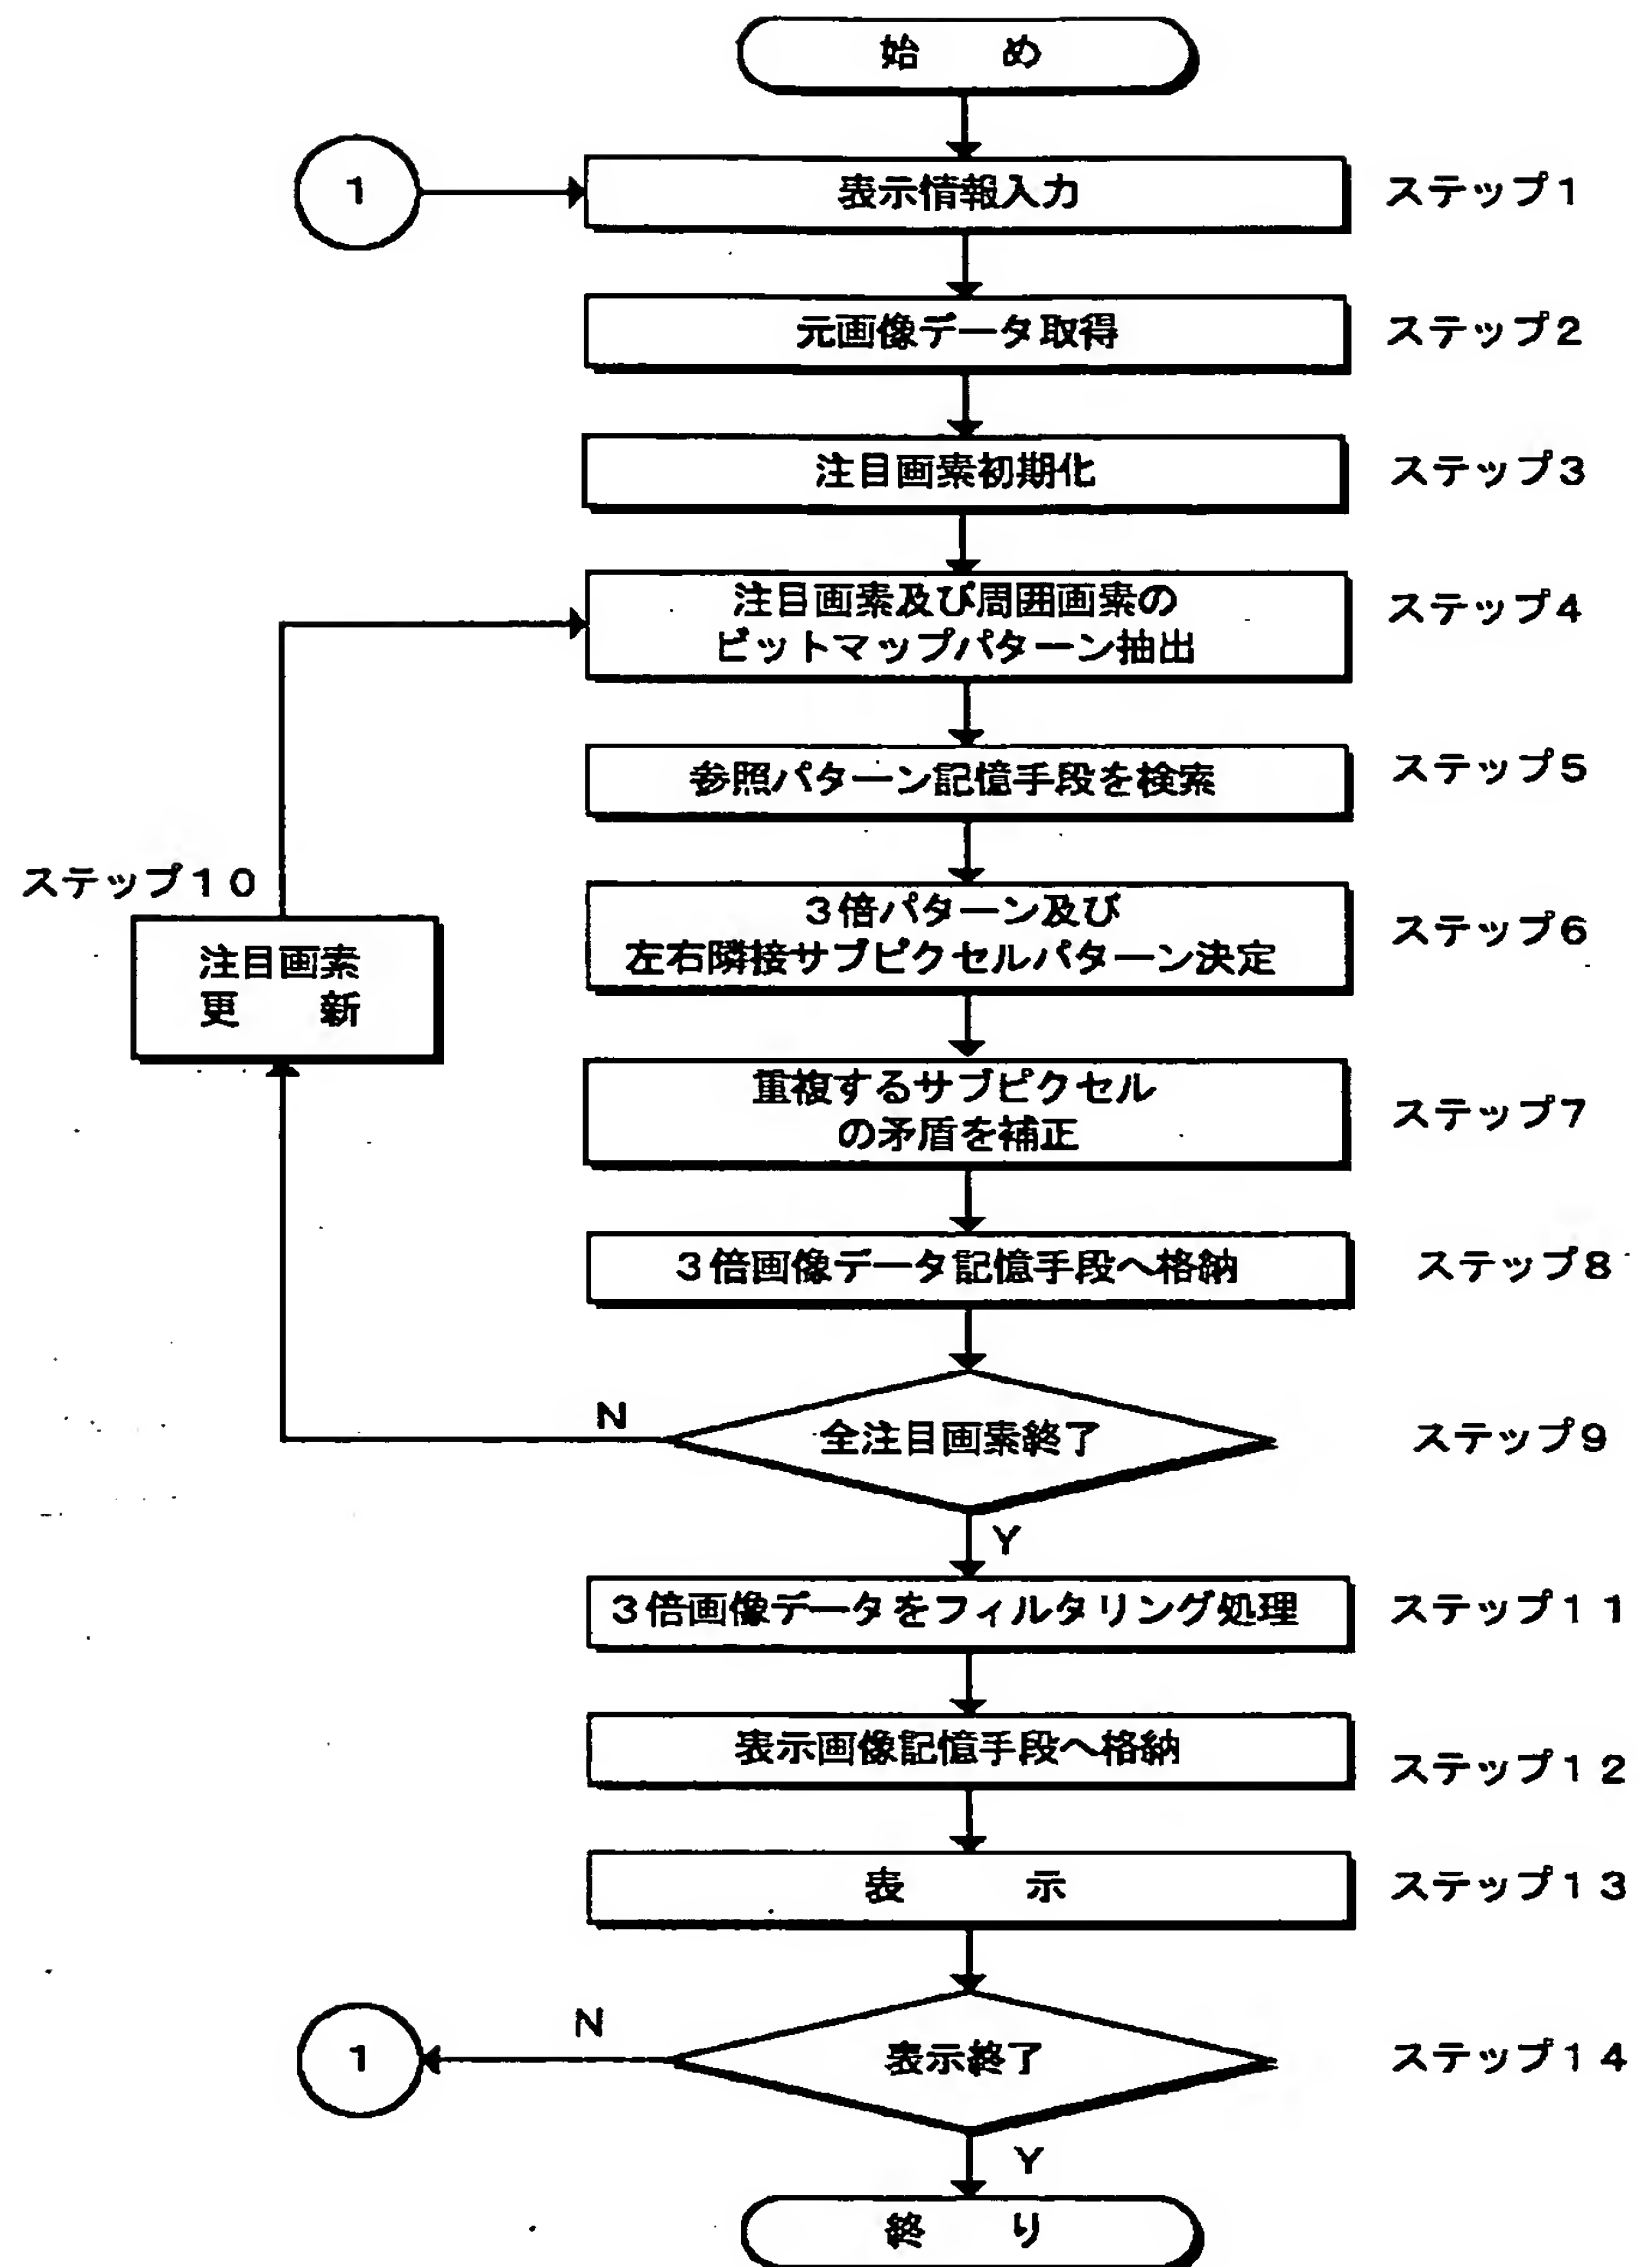 始　め
1
表示情報入力
ステップ1
元画像データ取得
ステップ2
注目画素初期化
ステップ3
注目画素及び周囲画素の
ビットマップパターン抽出
ステップ4
参照パターン記憶手段を検索
ステップ5
3倍パターン及び
左右隣接サブピクセルパターン決定
ステップ6
ステップ10
注目画素
更　新
重複するサブピクセル
の矛盾を補正
ステップ7
3倍画像データ記憶手段へ格納
ステップ8
N
全注目画素終了
ステップ9
Y
3倍画像データをフィルタリング処理
ステップ11
表示画像記憶手段へ格納
ステップ12
表　示
ステップ13
N
1
表示終了
ステップ14
Y
終　り